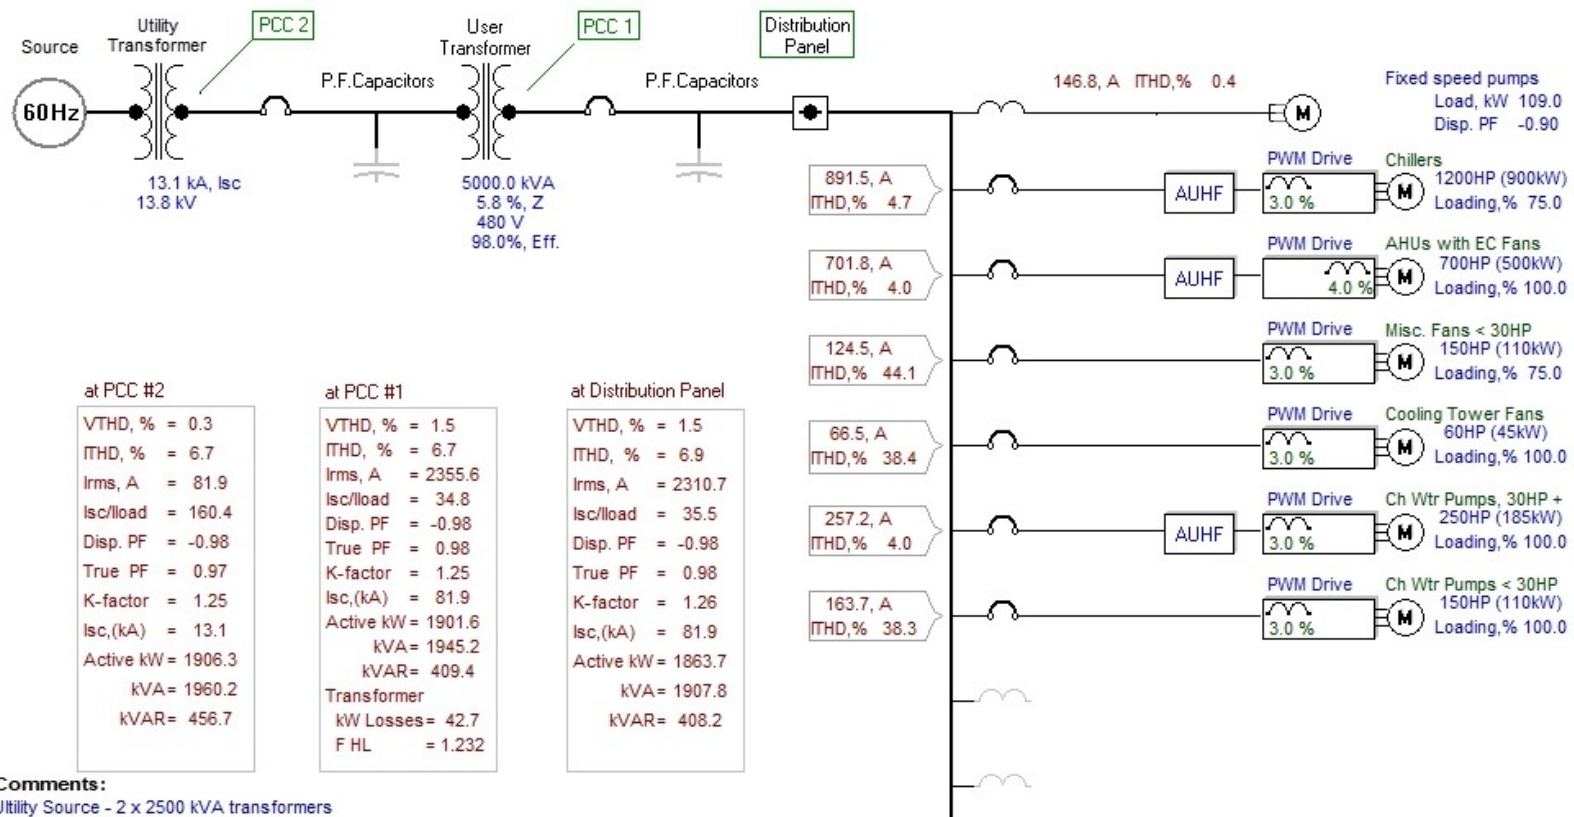 Source
Utility
Transformer
PCC 2
User
Transformer
PCC 1
Distribution
Panel
60Hz
P.F.Capacitors
P.F.Capacitors
13.1 kA, Isc
13.8 kV
5000.0 kVA
5.8 %, Z
480 V
98.0%, Eff.
146.8, A ITHD,% 0.4
M
Fixed speed pumps
Load, kW 109.0
Disp. PF -0.90
891.5, A
ITHD,% 4.7
AUHF
PWM Drive
3.0 %
M
Chillers
1200HP (900kW)
Loading,% 75.0
701.8, A
ITHD,% 4.0
AUHF
PWM Drive
4.0 %
M
AHUs with EC Fans
700HP (500kW)
Loading,% 100.0
124.5, A
ITHD,% 44.1
PWM Drive
3.0 %
M
Misc. Fans < 30HP
150HP (110kW)
Loading,% 75.0
66.5, A
ITHD,% 38.4
PWM Drive
3.0 %
M
Cooling Tower Fans
60HP (45kW)
Loading,% 100.0
257.2, A
ITHD,% 4.0
AUHF
PWM Drive
3.0 %
M
Ch Wtr Pumps, 30HP +
250HP (185kW)
Loading,% 100.0
163.7, A
ITHD,% 38.3
PWM Drive
3.0 %
M
Ch Wtr Pumps < 30HP
150HP (110kW)
Loading,% 100.0
at PCC #2
VTHD, % = 0.3
ITHD, % = 6.7
Irms, A = 81.9
Isc/Iload = 160.4
Disp. PF = -0.98
True PF = 0.97
K-factor = 1.25
Isc,(kA) = 13.1
Active kW = 1906.3
kVA = 1960.2
kVAR = 456.7
at PCC #1
VTHD, % = 1.5
ITHD, % = 6.7
Irms, A = 2355.6
Isc/Iload = 34.8
Disp. PF = -0.98
True PF = 0.98
K-factor = 1.25
Isc,(kA) = 81.9
Active kW = 1901.6
kVA = 1945.2
kVAR = 409.4
Transformer
kW Losses = 42.7
F HL = 1.232
at Distribution Panel
VTHD, % = 1.5
ITHD, % = 6.9
Irms, A = 2310.7
Isc/Iload = 35.5
Disp. PF = -0.98
True PF = 0.98
K-factor = 1.26
Isc,(kA) = 81.9
Active kW = 1863.7
kVA = 1907.8
kVAR = 408.2
Comments:
Utility Source - 2 x 2500 kVA transformers